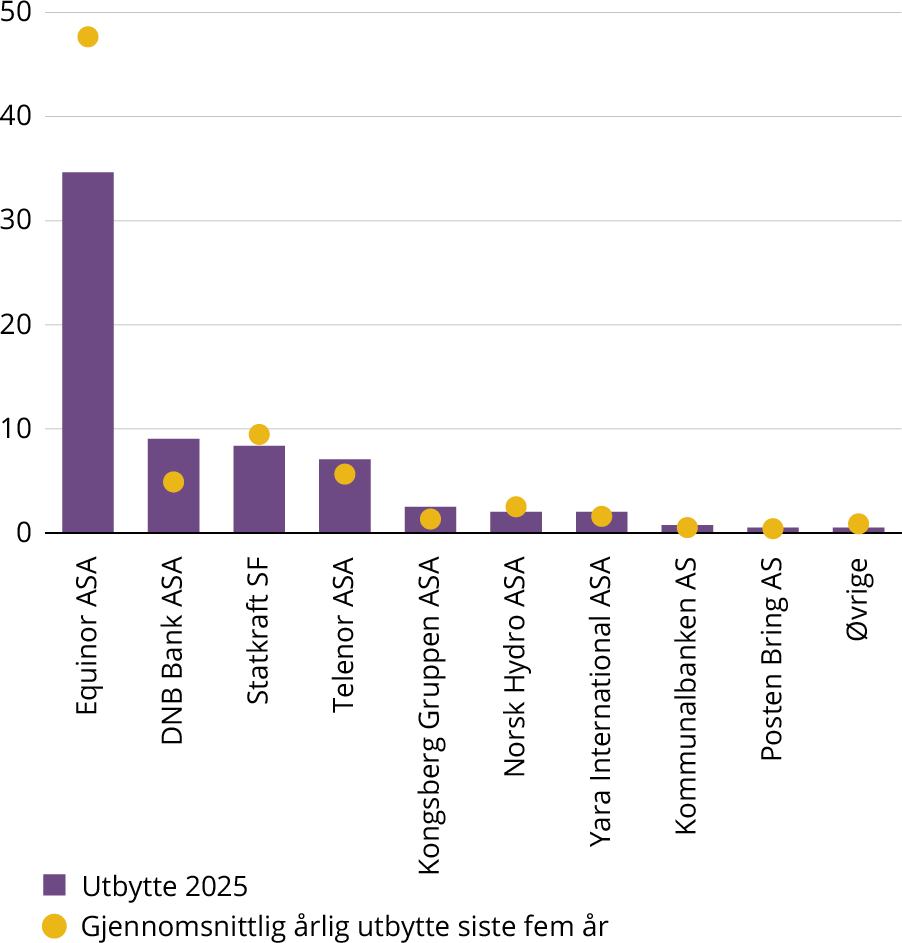 50
40
30
20
10
0
Equinor ASA
DNB Bank ASA
Statkraft SF
Telenor ASA
Kongsberg Gruppen ASA
Norsk Hydro ASA
Yara International ASA
Kommunalbanken AS
Posten Bring AS
Øvrige
Utbytte 2025
Gjennomsnittlig årlig utbytte siste fem år